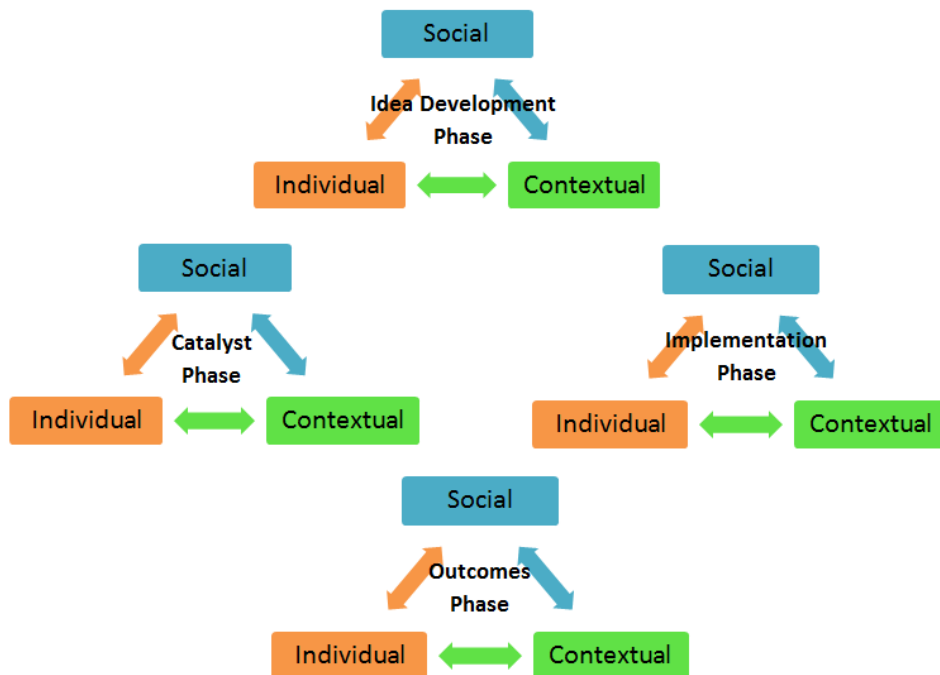 Social
Idea Development
Phase
Individual
Contextual
Social
Catalyst
Phase
Individual
Contextual
Social
Implementation
Phase
Individual
Contextual
Social
Outcomes
Phase
Individual
Contextual